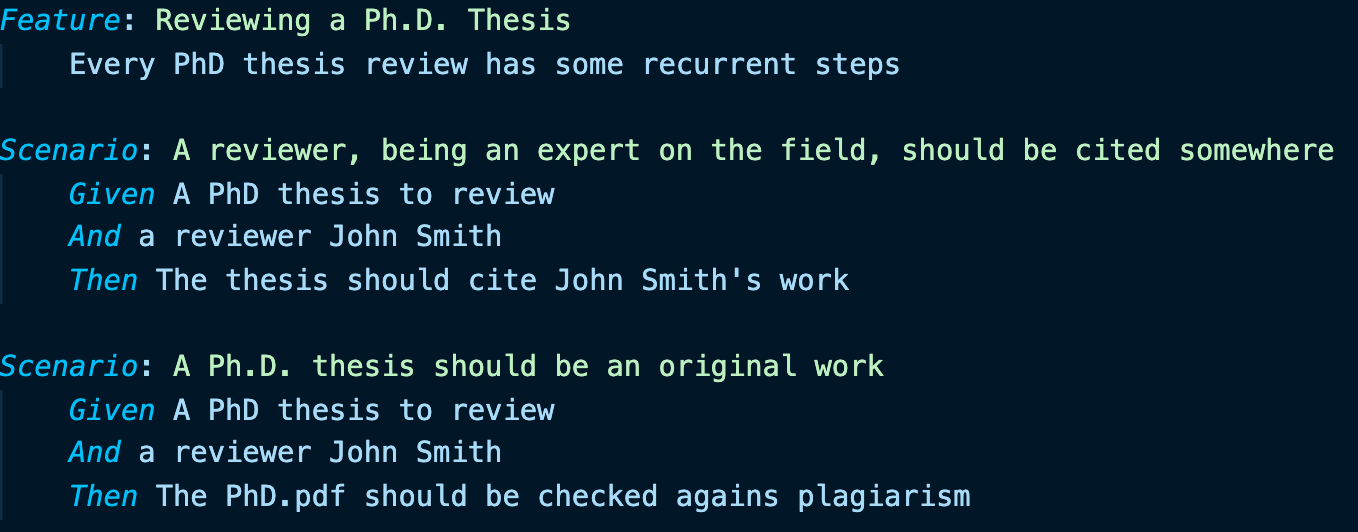 Feature: Reviewing a Ph.D. Thesis
Every PhD thesis review has some recurrent steps
Scenario: A reviewer, being an expert on the field, should be cited somewhere
Given A PhD thesis to review
And a reviewer John Smith
Then The thesis should cite John Smith's work
Scenario: A Ph.D. thesis should be an original work
Given A PhD thesis to review
And a reviewer John Smith
Then The PhD.pdf should be checked agains plagiarism